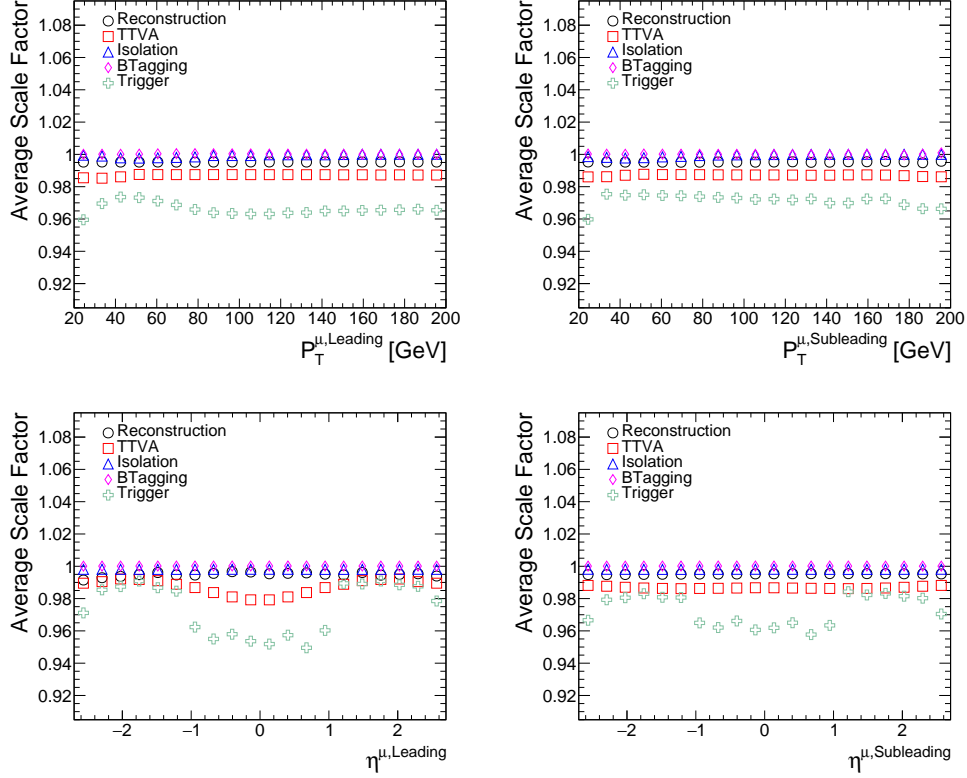 Average Scale Factor
1.08
1.06
1.04
1.02
1
0.98
0.96
0.94
0.92
Reconstruction
TTVA
Isolation
BTagging
Trigger
20 40 60 80 100 120 140 160 180 200
P_T^{μ,Leading} [GeV]
Average Scale Factor
1.08
1.06
1.04
1.02
1
0.98
0.96
0.94
0.92
Reconstruction
TTVA
Isolation
BTagging
Trigger
20 40 60 80 100 120 140 160 180 200
P_T^{μ,Subleading} [GeV]
Average Scale Factor
1.08
1.06
1.04
1.02
1
0.98
0.96
0.94
0.92
Reconstruction
TTVA
Isolation
BTagging
Trigger
−2 −1 0 1 2
η^{μ,Leading}
Average Scale Factor
1.08
1.06
1.04
1.02
1
0.98
0.96
0.94
0.92
Reconstruction
TTVA
Isolation
BTagging
Trigger
−2 −1 0 1 2
η^{μ,Subleading}